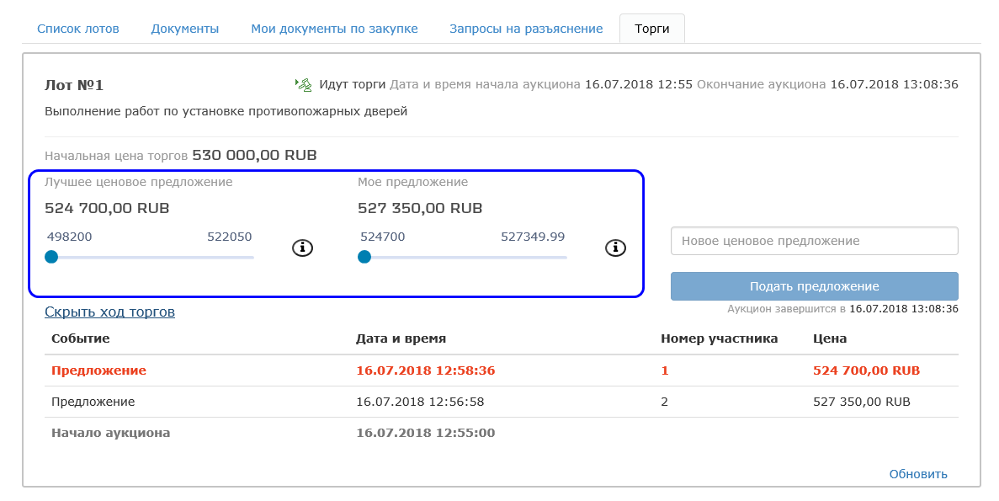 Список лотов Документы Мои документы по закупке Запросы на разъяснение Торги
Лот №1 Идут торги Дата и время начала аукциона 16.07.2018 12:55 Окончание аукциона 16.07.2018 13:08:36
Выполнение работ по установке противопожарных дверей
Начальная цена торгов 530 000,00 RUB
Лучшее ценовое предложение Мое предложение
524 700,00 RUB 527 350,00 RUB
498200 522050 524700 527349.99
Новое ценовое предложение
Подать предложение
Аукцион завершится в 16.07.2018 13:08:36
Скрыть ход торгов
Событие Дата и время Номер участника Цена
Предложение 16.07.2018 12:58:36 1 524 700,00 RUB
Предложение 16.07.2018 12:56:58 2 527 350,00 RUB
Начало аукциона 16.07.2018 12:55:00
Обновить